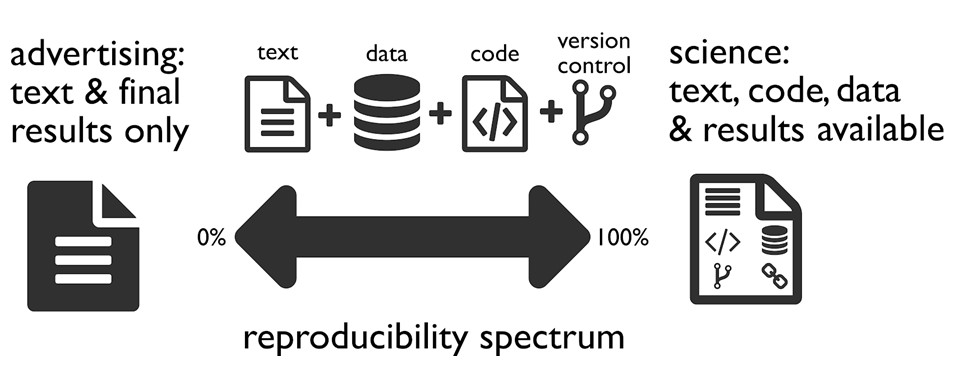 advertising:
text & final
results only
text
data
code
version
control
science:
text, code, data
& results available
0%
100%
reproducibility spectrum